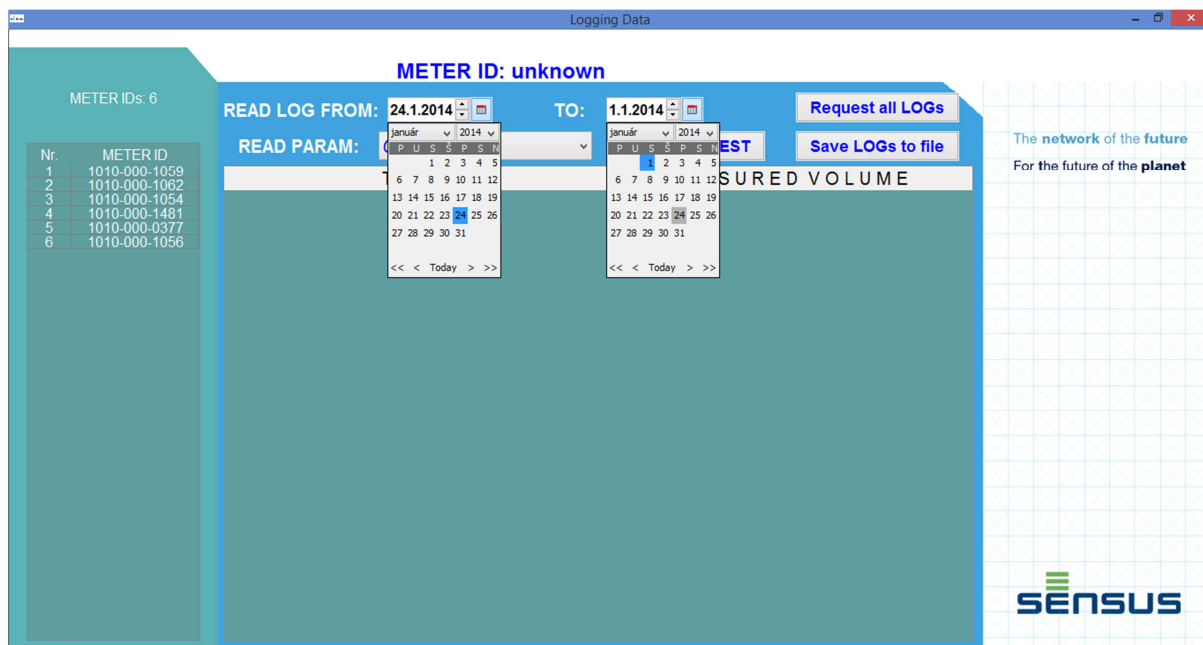 Logging Data
METER ID: unknown
METER IDs: 6
Nr. METER ID
1 1010-000-1059
2 1010-000-1062
3 1010-000-1054
4 1010-000-1481
5 1010-000-0377
6 1010-000-1056
READ LOG FROM: 24.1.2014 TO: 1.1.2014 Request all LOGs
READ PARAM: EST Save LOGs to file
SURED VOLUME
január 2014
P U S Š P S N
1 2 3 4 5
6 7 8 9 10 11 12
13 14 15 16 17 18 19
20 21 22 23 24 25 26
27 28 29 30 31
<< < Today > >>
január 2014
P U S Š P S N
1 2 3 4 5
6 7 8 9 10 11 12
13 14 15 16 17 18 19
20 21 22 23 24 25 26
27 28 29 30 31
<< < Today > >>
The network of the future
For the future of the planet
sensus